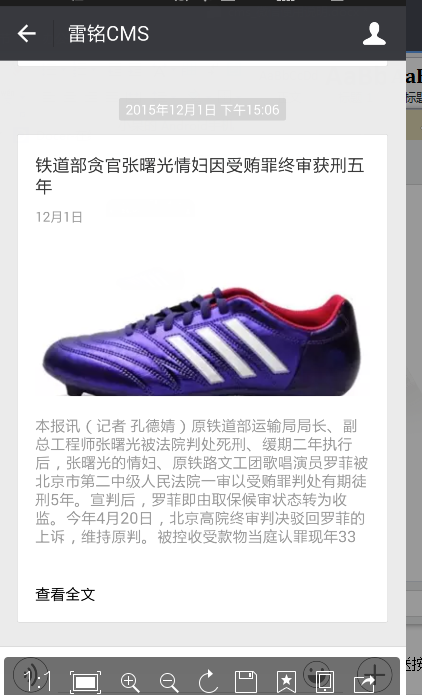 雷铭CMS
2015年12月1日 下午15:06
铁道部贪官张曙光情妇因受贿罪终审获刑五
年
12月1日
本报讯（记者 孔德婧）原铁道部运输局局长、副
总工程师张曙光被法院判处死刑、缓期二年执行
后，张曙光的情妇、原铁路文工团歌唱演员罗菲被
北京市第二中级人民法院一审以受贿罪判处有期徒
刑5年。宣判后，罗菲即由取保候审状态转为收
监。今年4月20日，北京高院终审判决驳回罗菲的
上诉，维持原判。被控收受款物当庭认罪现年33
查看全文
1:1